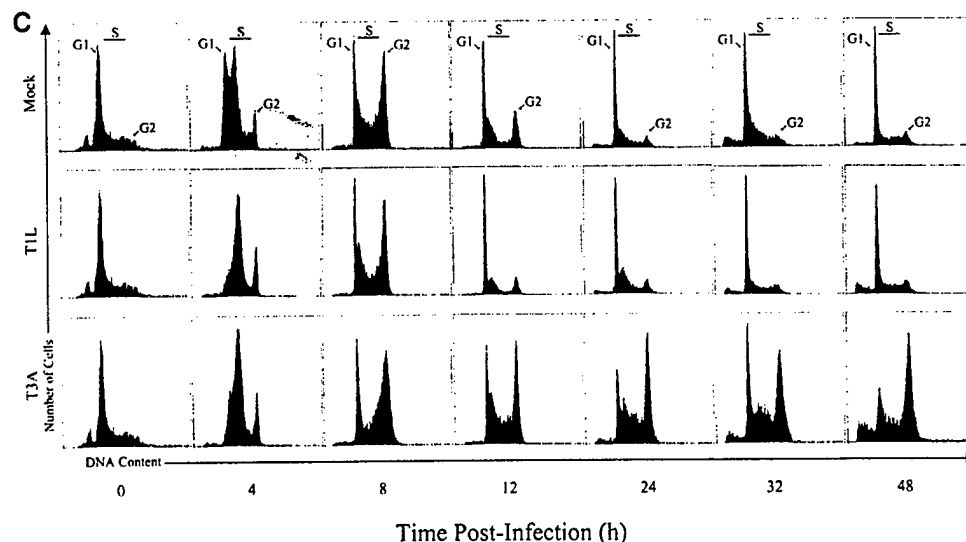 C
S S S S S S S
G1 G1 G1 G2 G1 G1 G1 G1
G2 G2 G2 G2 G2 G2
Mock
T1L
T3A
Number of Cells
DNA Content
0 4 8 12 24 32 48
Time Post-Infection (h)